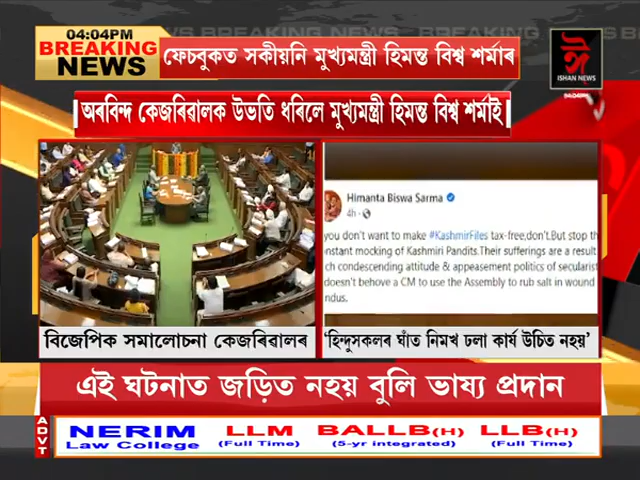 04:04PM
BREAKING NEWS
ফেচবুকত সকীয়নি মুখ্যমন্ত্ৰী হিমন্ত বিশ্ব শৰ্মাৰ
ঈ
ISHAN NEWS
অৰবিন্দ কেজৰিৱালক উভতি ধৰিলে মুখ্যমন্ত্ৰী হিমন্ত বিশ্ব শৰ্মাই
Himanta Biswa Sarma
4h
you don't want to make #KashmirFiles tax-free,don't.But stop th
nstant mocking of Kashmiri Pandits.Their sufferings are a result
ch condescending attitude & appeasement politics of secularist
doesn't behove a CM to use the Assembly to rub salt in wound
ndus.
বিজেপিক সমালোচনা কেজৰিৱালৰ
‘হিন্দুসকলৰ ঘাঁত নিমখ ঢলা কাৰ্য উচিত নহয়’
এই ঘটনাত জড়িত নহয় বুলি ভাষ্য প্ৰদান
ADVT
NERIM LLM BALLB(H) LLB(H)
Law College (Full Time) (5-yr integrated) (Full Time)